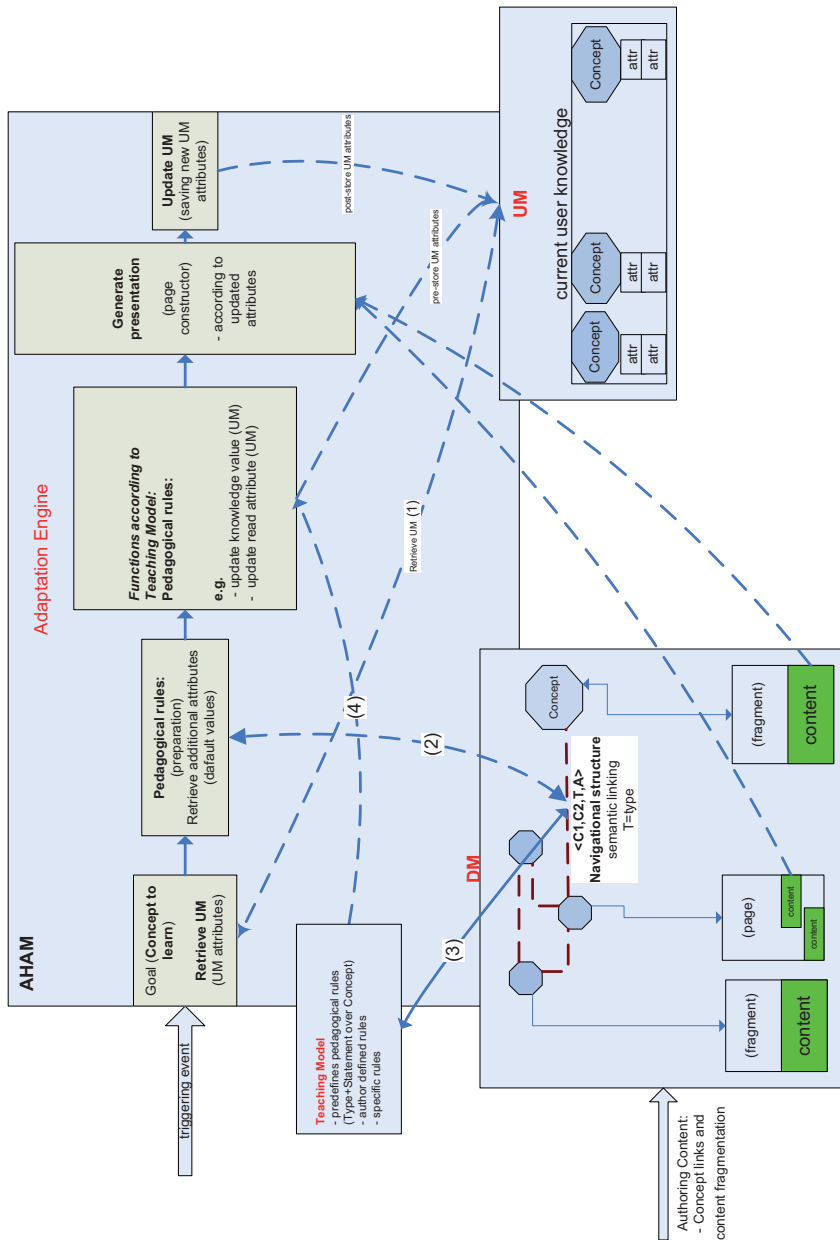 AHAM
Adaptation Engine
triggering event
Goal (Concept to
learn)
Retrieve UM
(UM attributes)
Pedagogical rules:
(preparation)
Retrieve additional attributes
(dafault values)
Functions according to
Teaching Model:
Pedagogical rules:
e.g.
- update knowledge value (UM)
- update read attribute (UM)
Generate
presentation
(page
constructor)
- according to
updated
attributes
Update UM
(saving new UM
attributes)
post-store UM attributes
pre-store UM attributes
Retrieve UM (1)
(4)
(2)
(3)
Teaching Model
- predefines pedagogical rules
(Type+Statement over Concept)
- author defined rules
- specific rules
DM
Concept
<C1,C2,T,A>
Navigational structure
semantic linking
T=type
(fragment)
content
(page)
content
content
(fragment)
content
UM
current user knowledge
Concept
attr
attr
Concept
attr
attr
Concept
attr
attr
Authoring Content:
- Concept links and
content fragmentation